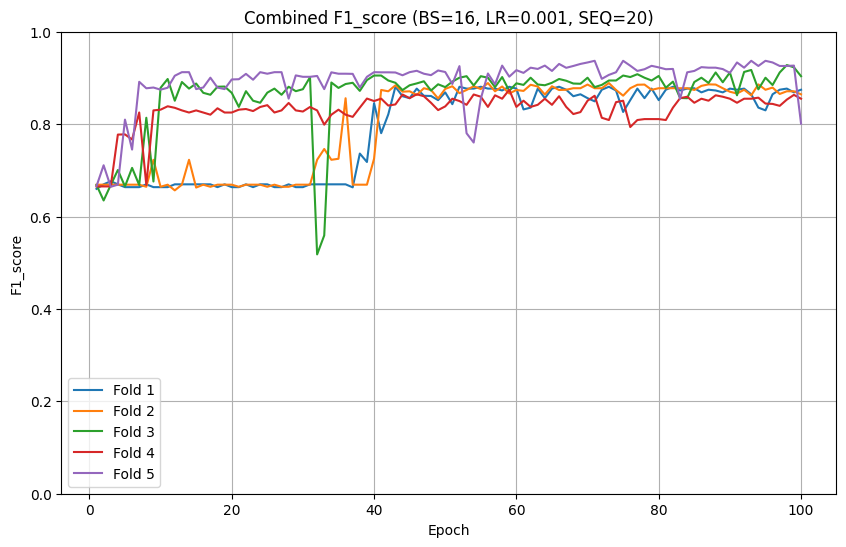 Combined F1_score (BS=16, LR=0.001, SEQ=20)
F1_score
1.0
0.8
0.6
0.4
0.2
0.0
Fold 1
Fold 2
Fold 3
Fold 4
Fold 5
0
20
40
60
80
100
Epoch